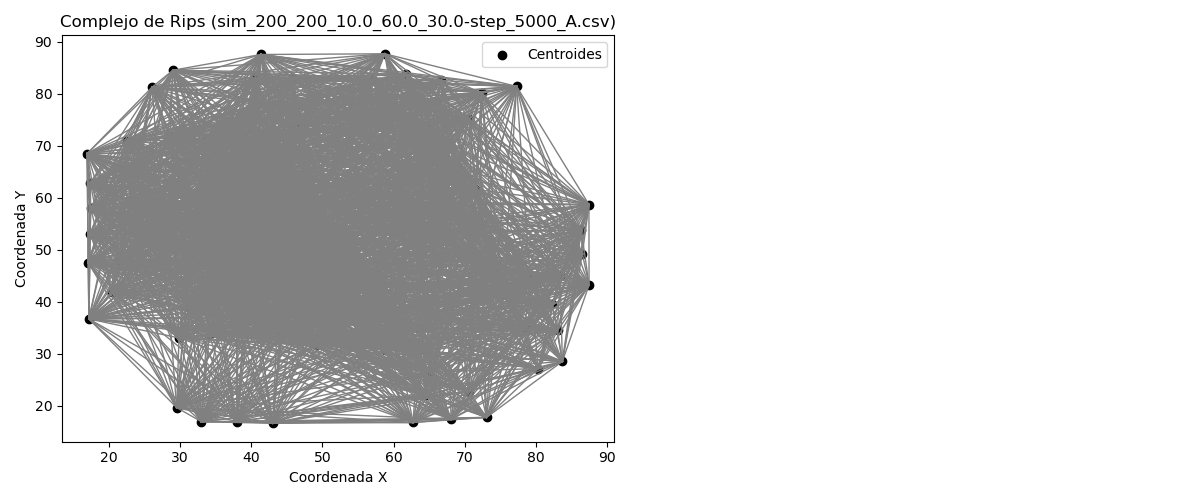 Complejo de Rips (sim_200_200_10.0_60.0_30.0-step_5000_A.csv)
Centroides
90
80
70
60
50
40
30
20
Coordenada Y
20 30 40 50 60 70 80 90
Coordenada X